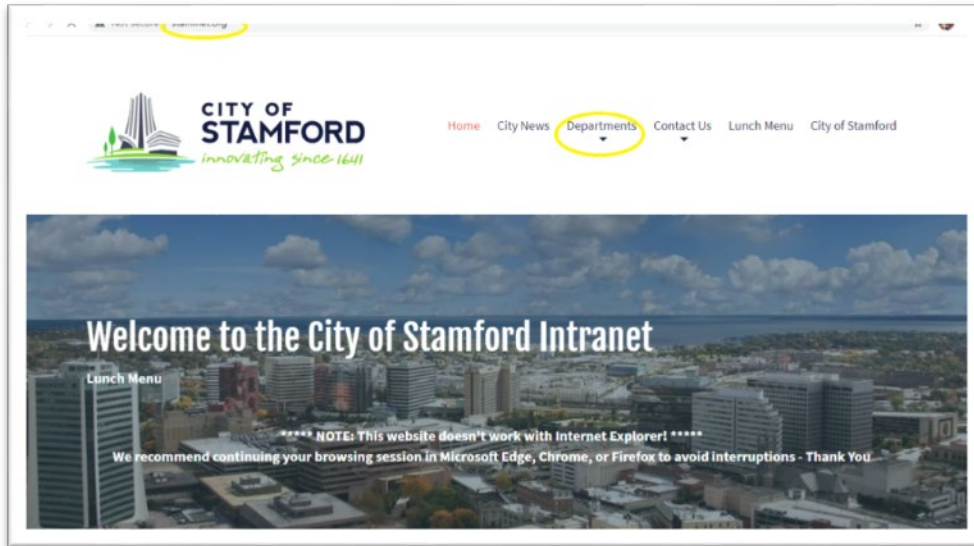 Not Secure
CITY OF
STAMFORD
innovating since 1641
Home City News Departments Contact Us Lunch Menu City of Stamford
Welcome to the City of Stamford Intranet
Lunch Menu
***** NOTE: This website doesn't work with Internet Explorer! *****
We recommend continuing your browsing session in Microsoft Edge, Chrome, or Firefox to avoid interruptions - Thank You